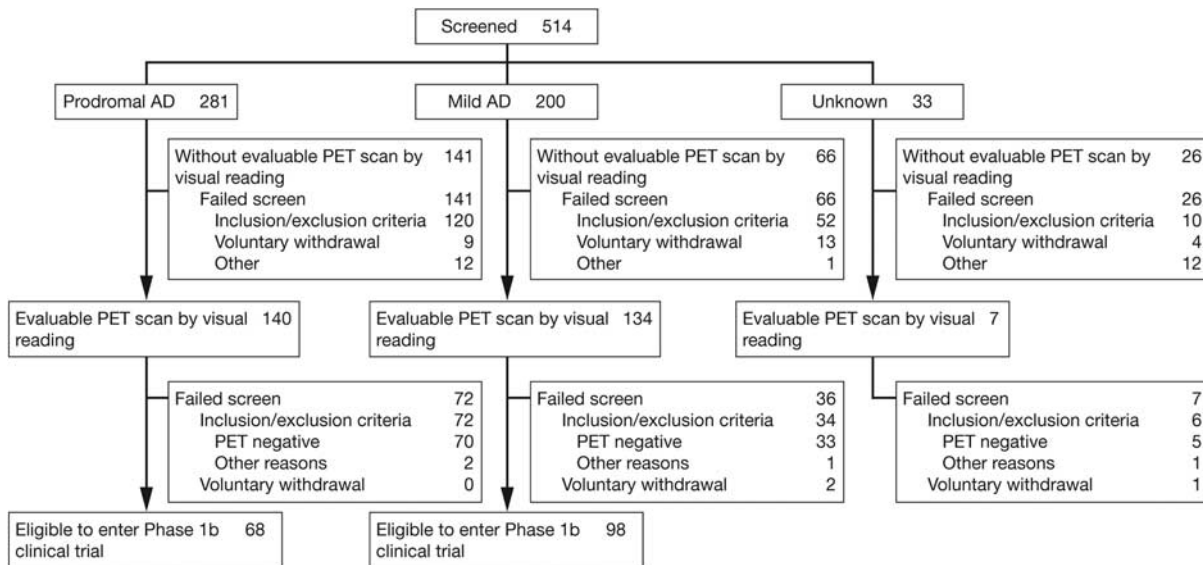 Screened 514
Prodromal AD 281
Mild AD 200
Unknown 33
Without evaluable PET scan by 141
visual reading
Failed screen 141
Inclusion/exclusion criteria 120
Voluntary withdrawal 9
Other 12
Without evaluable PET scan by 66
visual reading
Failed screen 66
Inclusion/exclusion criteria 52
Voluntary withdrawal 13
Other 1
Without evaluable PET scan by 26
visual reading
Failed screen 26
Inclusion/exclusion criteria 10
Voluntary withdrawal 4
Other 12
Evaluable PET scan by visual 140
reading
Evaluable PET scan by visual 134
reading
Evaluable PET scan by visual 7
reading
Failed screen 72
Inclusion/exclusion criteria 72
PET negative 70
Other reasons 2
Voluntary withdrawal 0
Failed screen 36
Inclusion/exclusion criteria 34
PET negative 33
Other reasons 1
Voluntary withdrawal 2
Failed screen 7
Inclusion/exclusion criteria 6
PET negative 5
Other reasons 1
Voluntary withdrawal 1
Eligible to enter Phase 1b 68
clinical trial
Eligible to enter Phase 1b 98
clinical trial